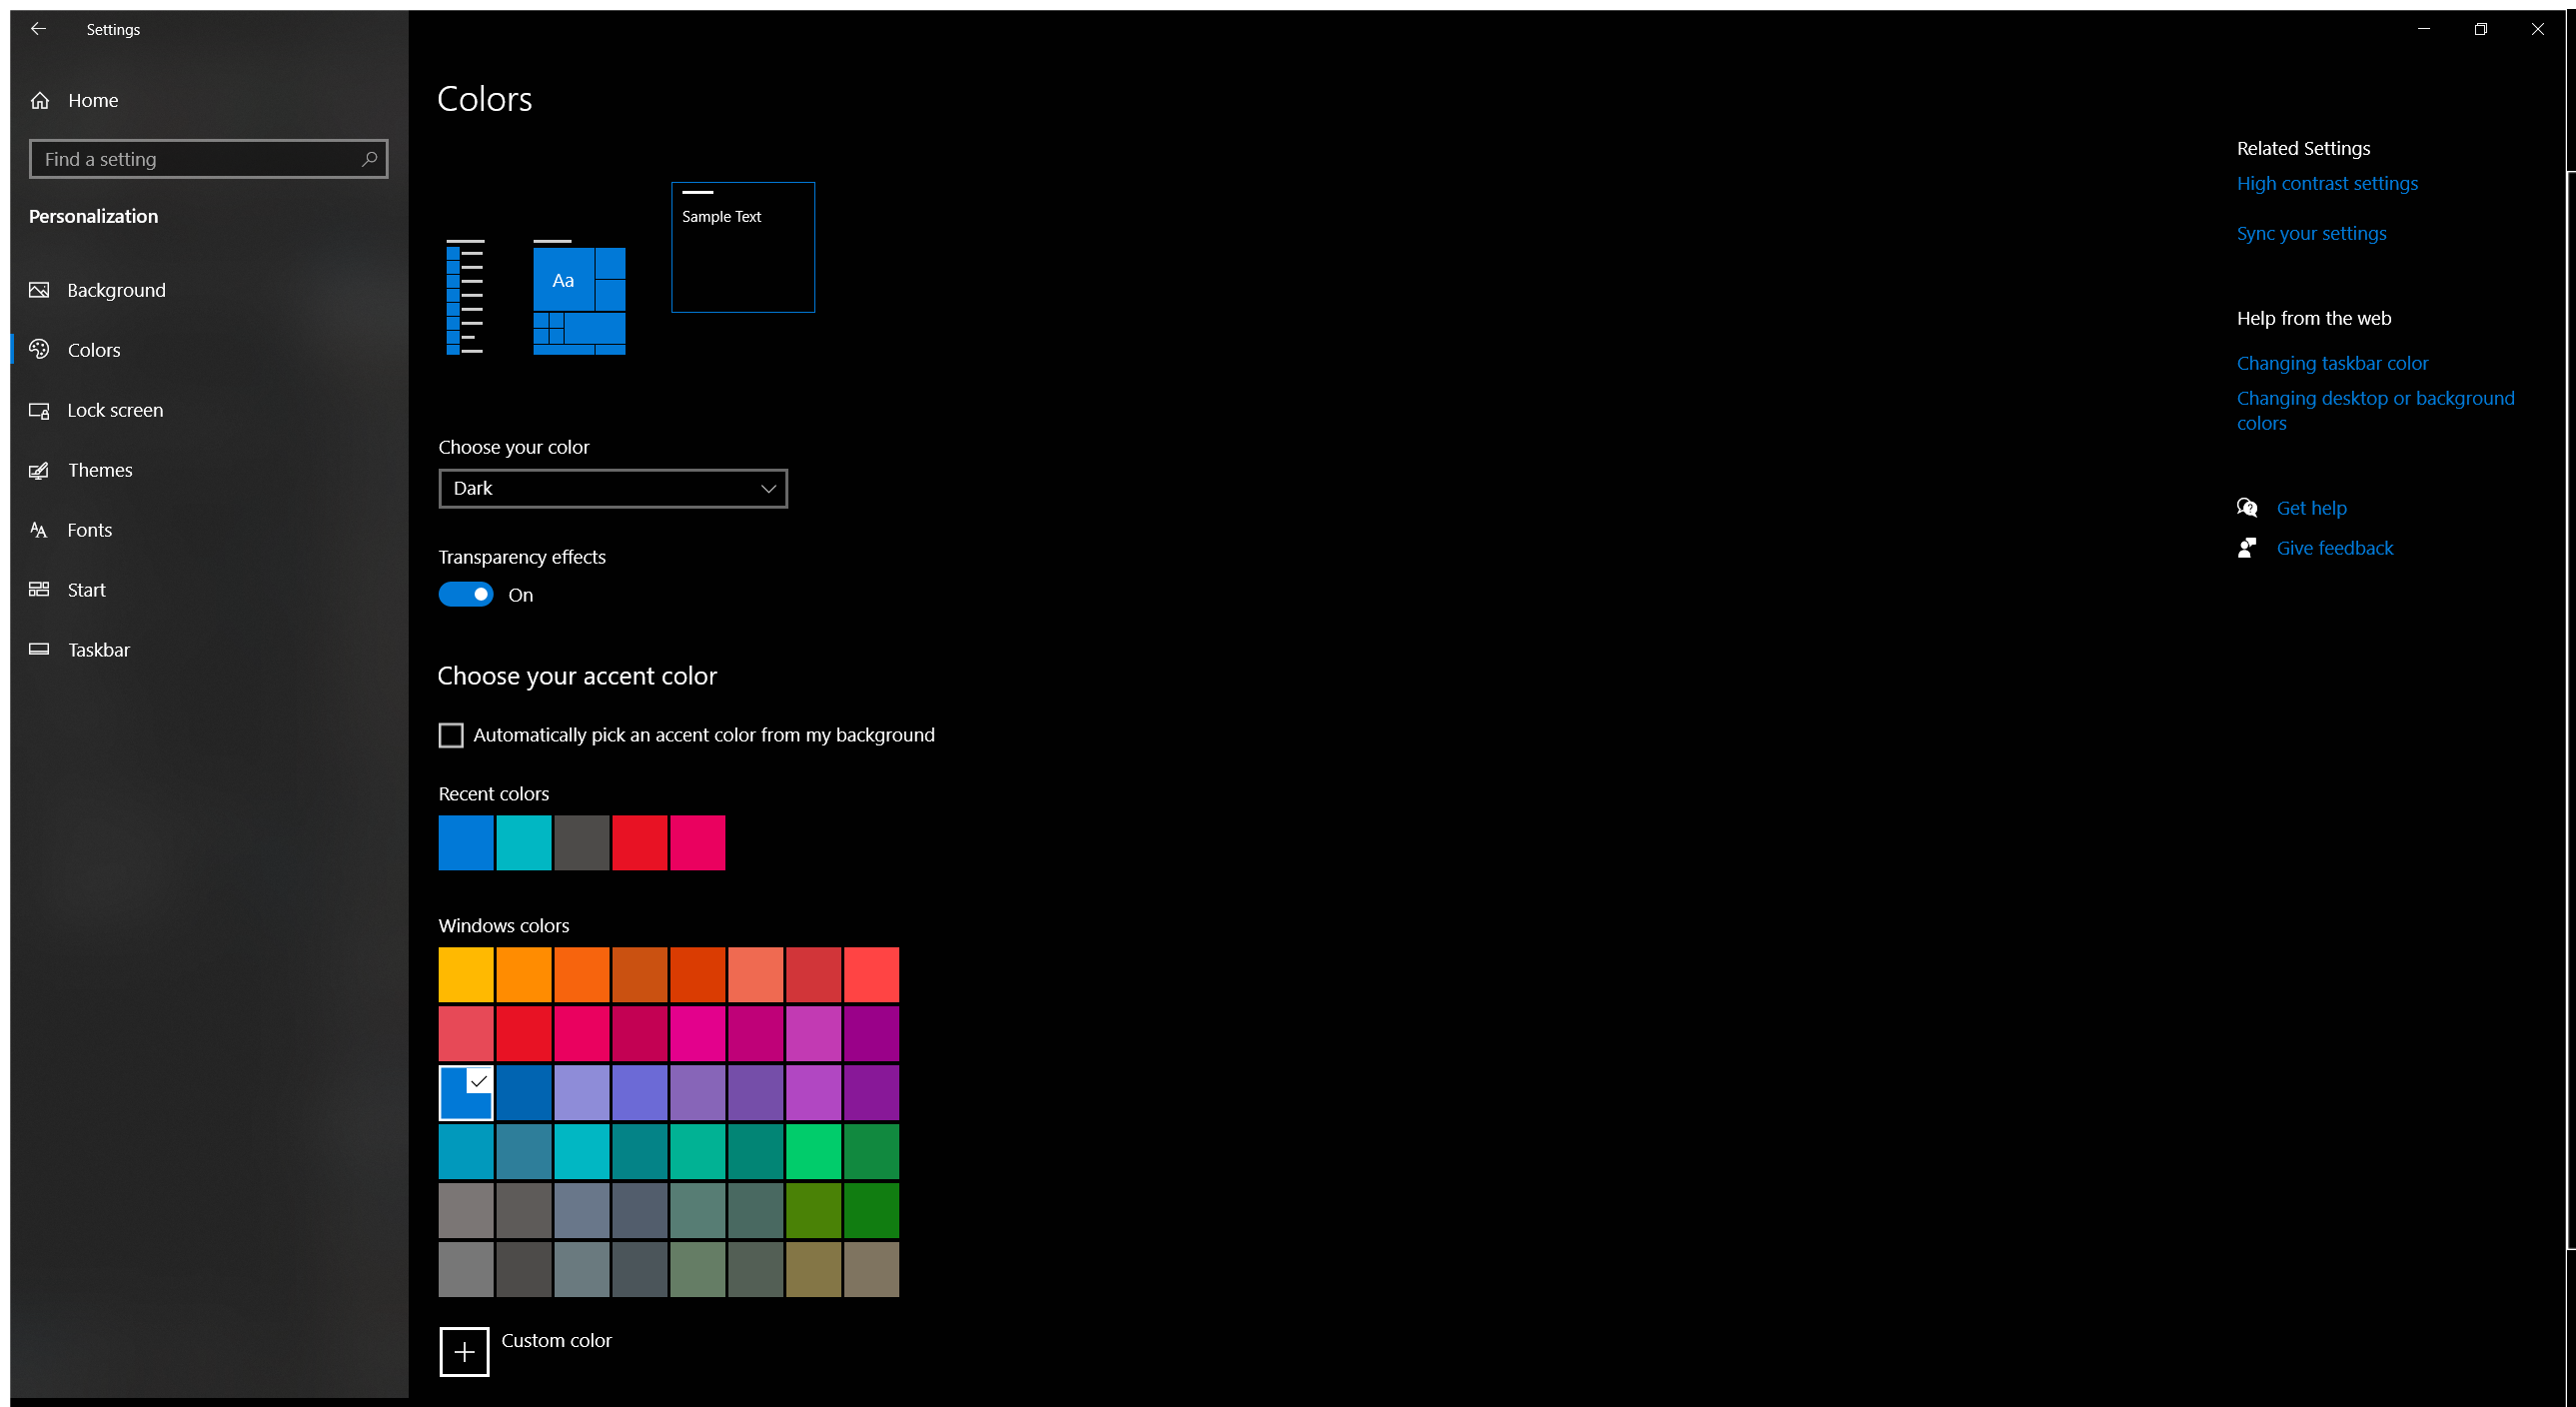 Settings
Home
Find a setting
Personalization
Background
Colors
Lock screen
Themes
Fonts
Start
Taskbar
Colors
Sample Text
Aa
Choose your color
Dark
Transparency effects
On
Choose your accent color
Automatically pick an accent color from my background
Recent colors
Windows colors
Custom color
Related Settings
High contrast settings
Sync your settings
Help from the web
Changing taskbar color
Changing desktop or background
colors
Get help
Give feedback